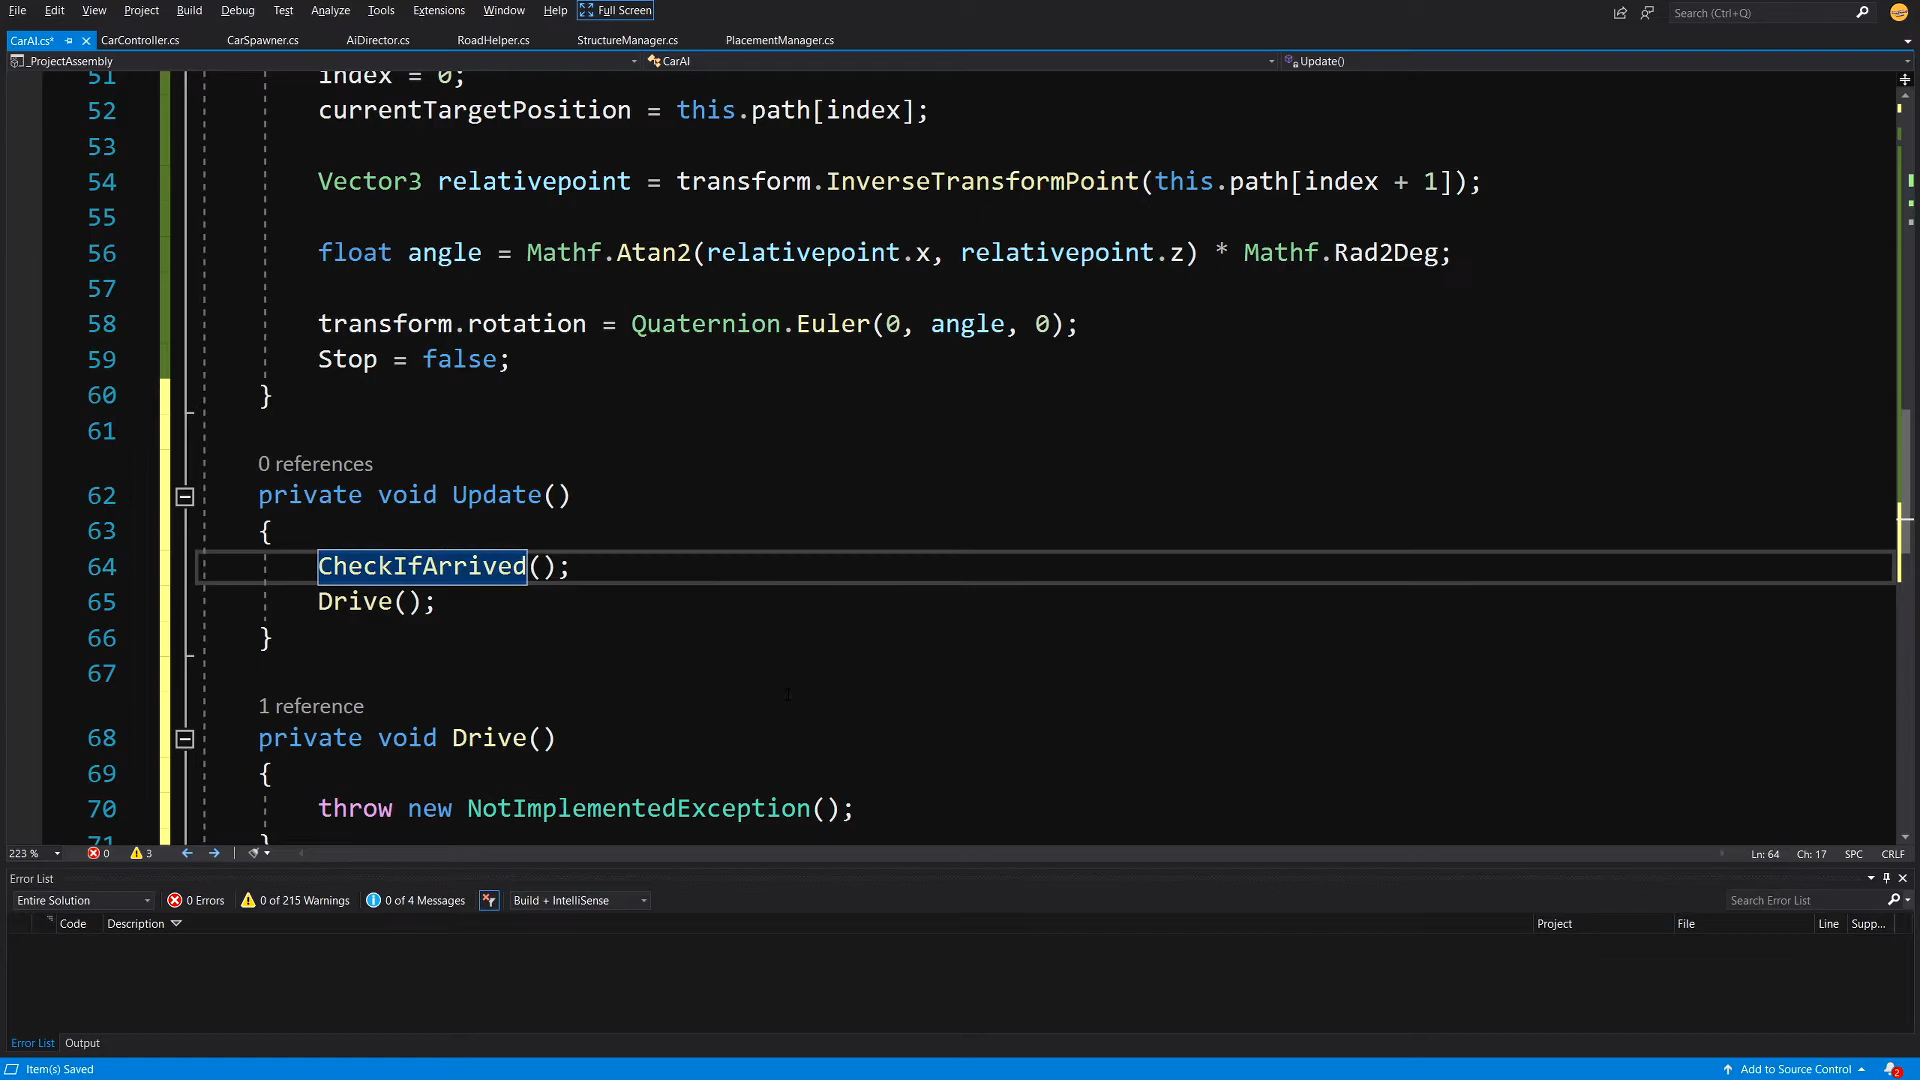 File Edit View Project Build Debug Test Analyze Tools Extensions Window Help Full Screen Search (Ctrl+Q)
CarAI.cs* CarController.cs CarSpawner.cs AiDirector.cs RoadHelper.cs StructureManager.cs PlacementManager.cs
_ProjectAssembly CarAI Update()
51 index = 0;
52 currentTargetPosition = this.path[index];
53
54 Vector3 relativepoint = transform.InverseTransformPoint(this.path[index + 1]);
55
56 float angle = Mathf.Atan2(relativepoint.x, relativepoint.z) * Mathf.Rad2Deg;
57
58 transform.rotation = Quaternion.Euler(0, angle, 0);
59 Stop = false;
60 }
61
0 references
62 private void Update()
63 {
64 CheckIfArrived();
65 Drive();
66 }
67
1 reference
68 private void Drive()
69 {
70 throw new NotImplementedException();
71 }
223 % 0 3 Ln: 64 Ch: 17 SPC CRLF
Error List
Entire Solution 0 Errors 0 of 215 Warnings 0 of 4 Messages Build + IntelliSense Search Error List
Code Description Project File Line Supp...
Error List Output
Item(s) Saved Add to Source Control 2